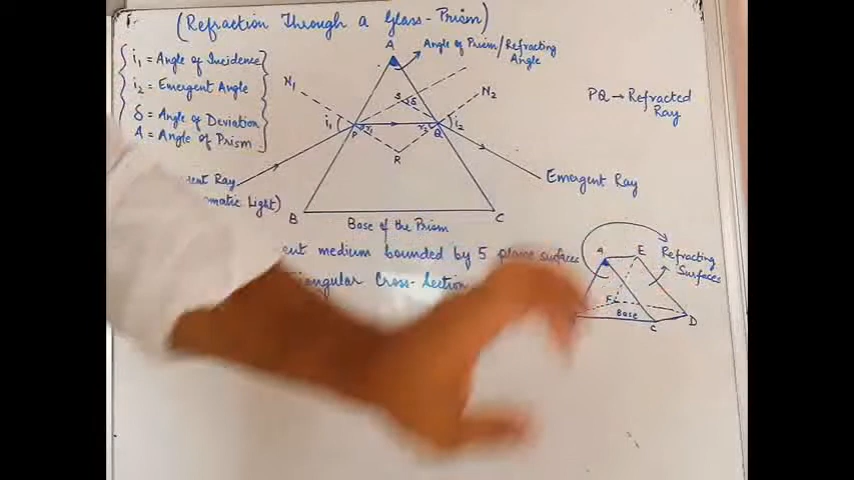 (Refraction Through a Glass-Prism)
i₁ = Angle of Incidence
i₂ = Emergent Angle
δ = Angle of Deviation
A = Angle of Prism
A
Angle of Prism/Refracting
Angle
N₁
N₂
S
δ
i₁
P
r₁
r₂
Q
i₂
R
PQ → Refracted
Ray
Ray
Light)
Emergent Ray
B
C
Base of the Prism
medium bounded by 5 plane surfaces
Cross-Section
A
E
Refracting
Surfaces
F
Base
C
D